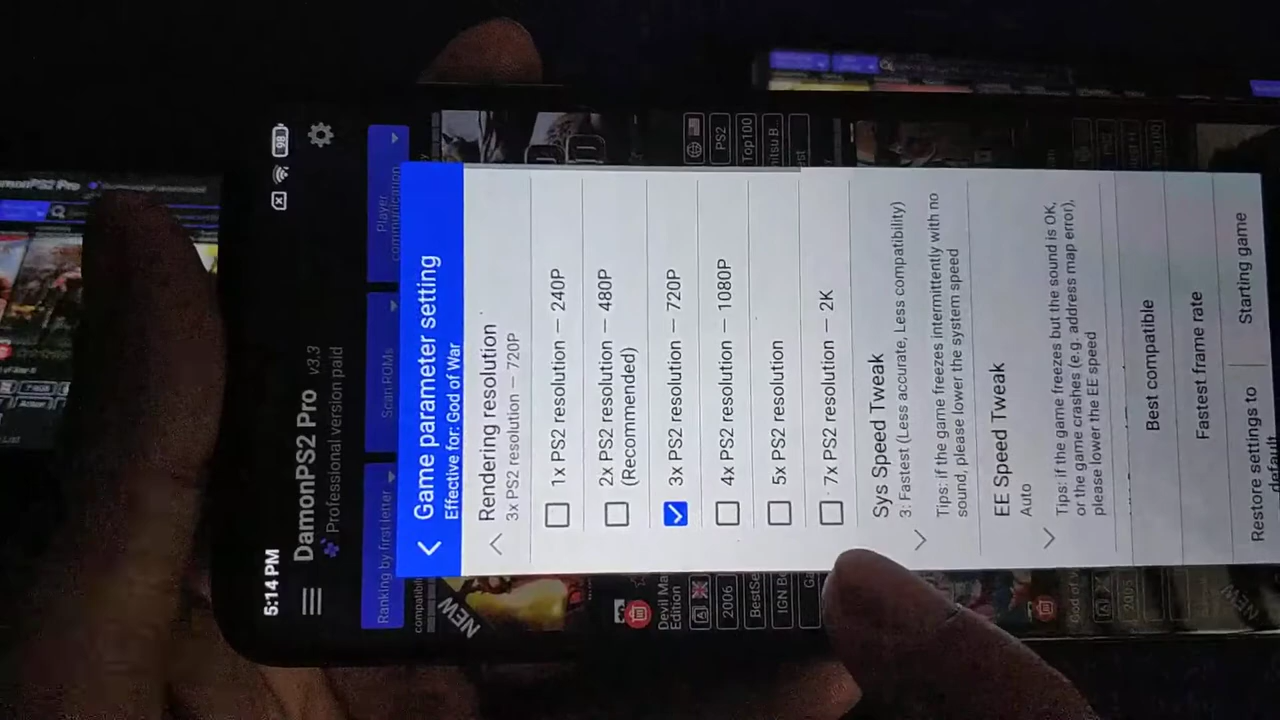 5:14 PM
98
DamonPS2 Pro v3.3
Professional version paid
Ranking by first letter
Scan ROMs
Player
communication
Game parameter setting
Effective for: God of War
Rendering resolution
3x PS2 resolution — 720P
1x PS2 resolution — 240P
2x PS2 resolution — 480P
(Recommended)
3x PS2 resolution — 720P
4x PS2 resolution — 1080P
5x PS2 resolution
7x PS2 resolution — 2K
Sys Speed Tweak
3: Fastest (Less accurate, Less compatibility)
Tips: if the game freezes intermittently with no
sound, please lower the system speed
EE Speed Tweak
Auto
Tips: if the game freezes but the sound is OK,
or the game crashes (e.g. address map error),
please lower the EE speed
Best compatible
Fastest frame rate
Restore settings to
default
Starting game
NEW
Devil Ma
Edition
2006
BestSe
IGN Be
Ga
PS2
Top100
mitsu B..
God of W
2005
NEW